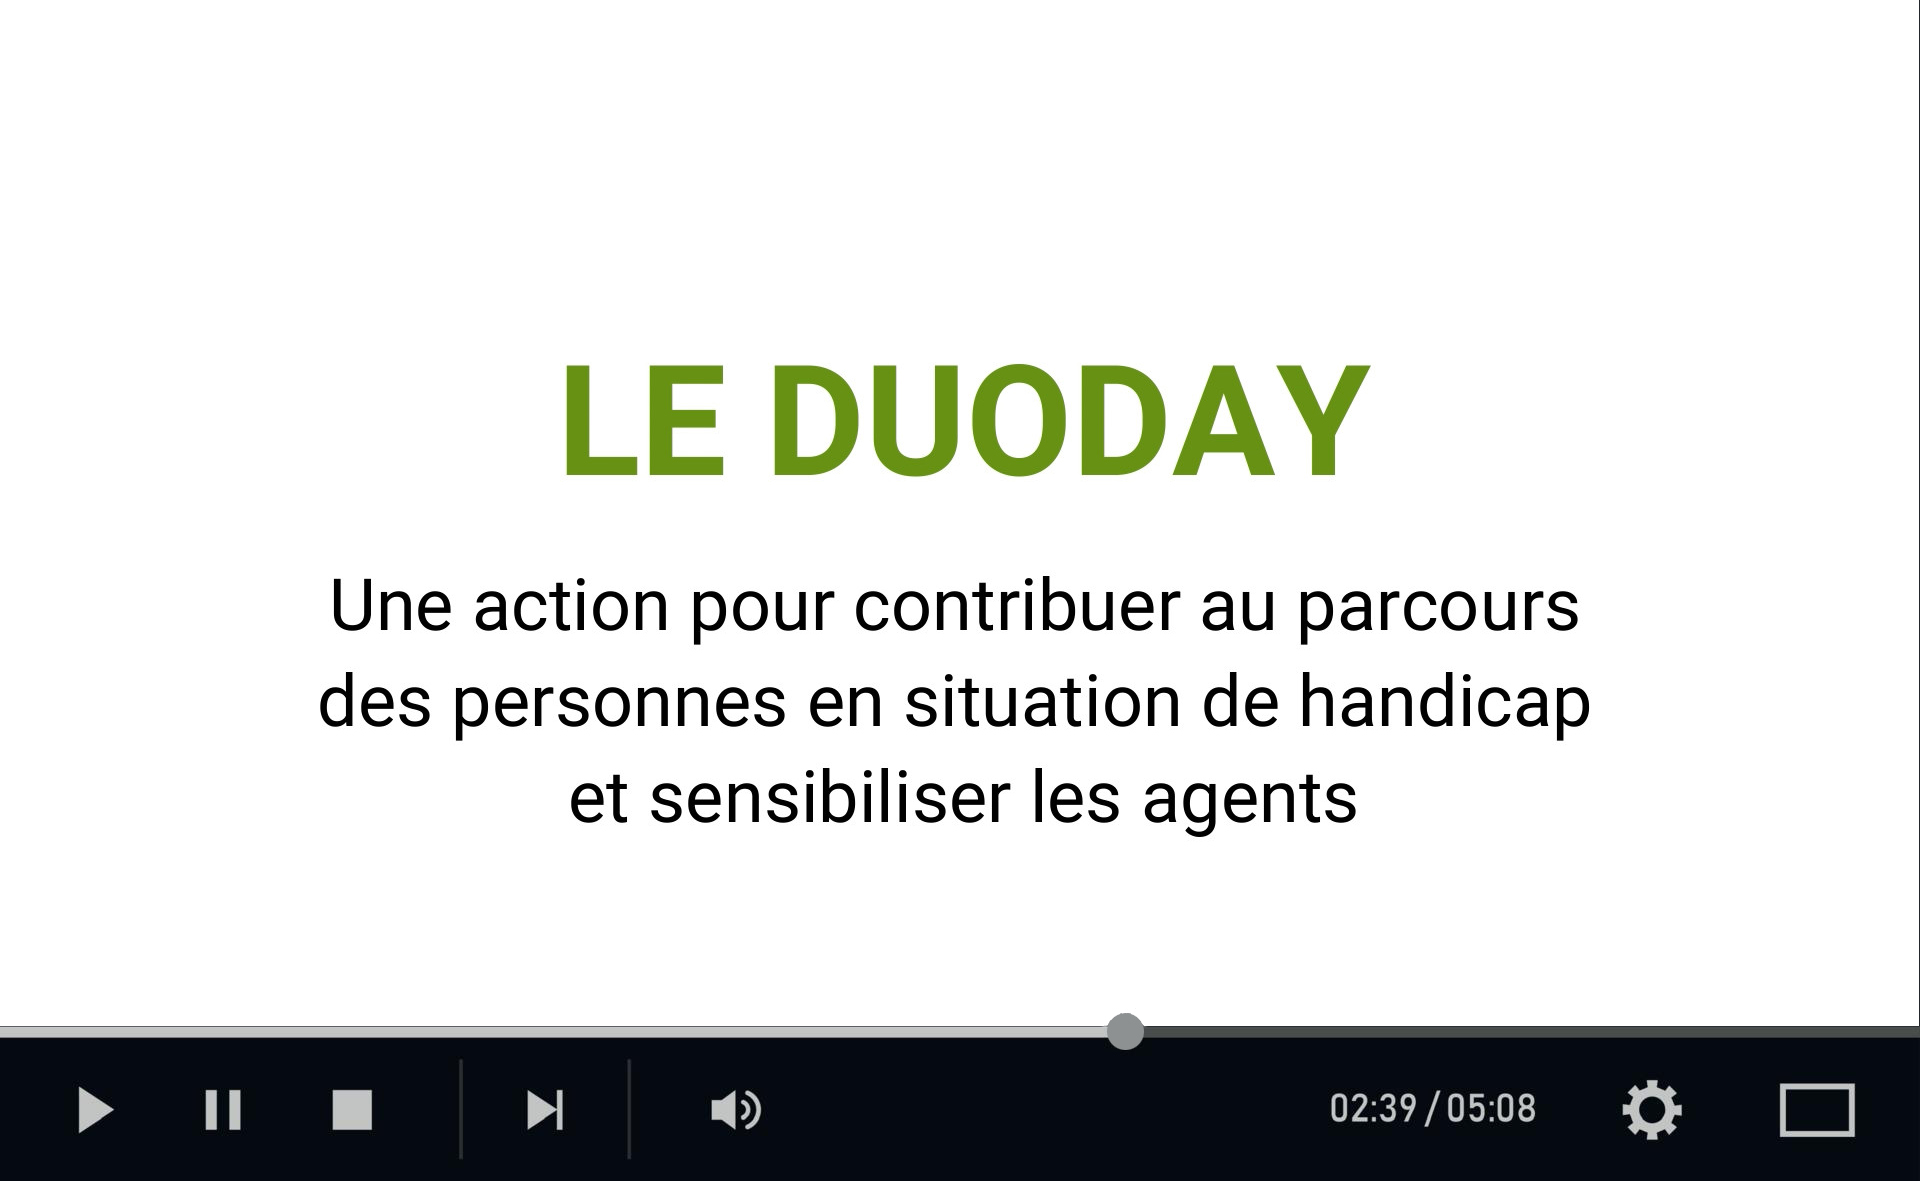 LE DUODAY
Une action pour contribuer au parcours
des personnes en situation de handicap
et sensibiliser les agents
02:39 / 05:08